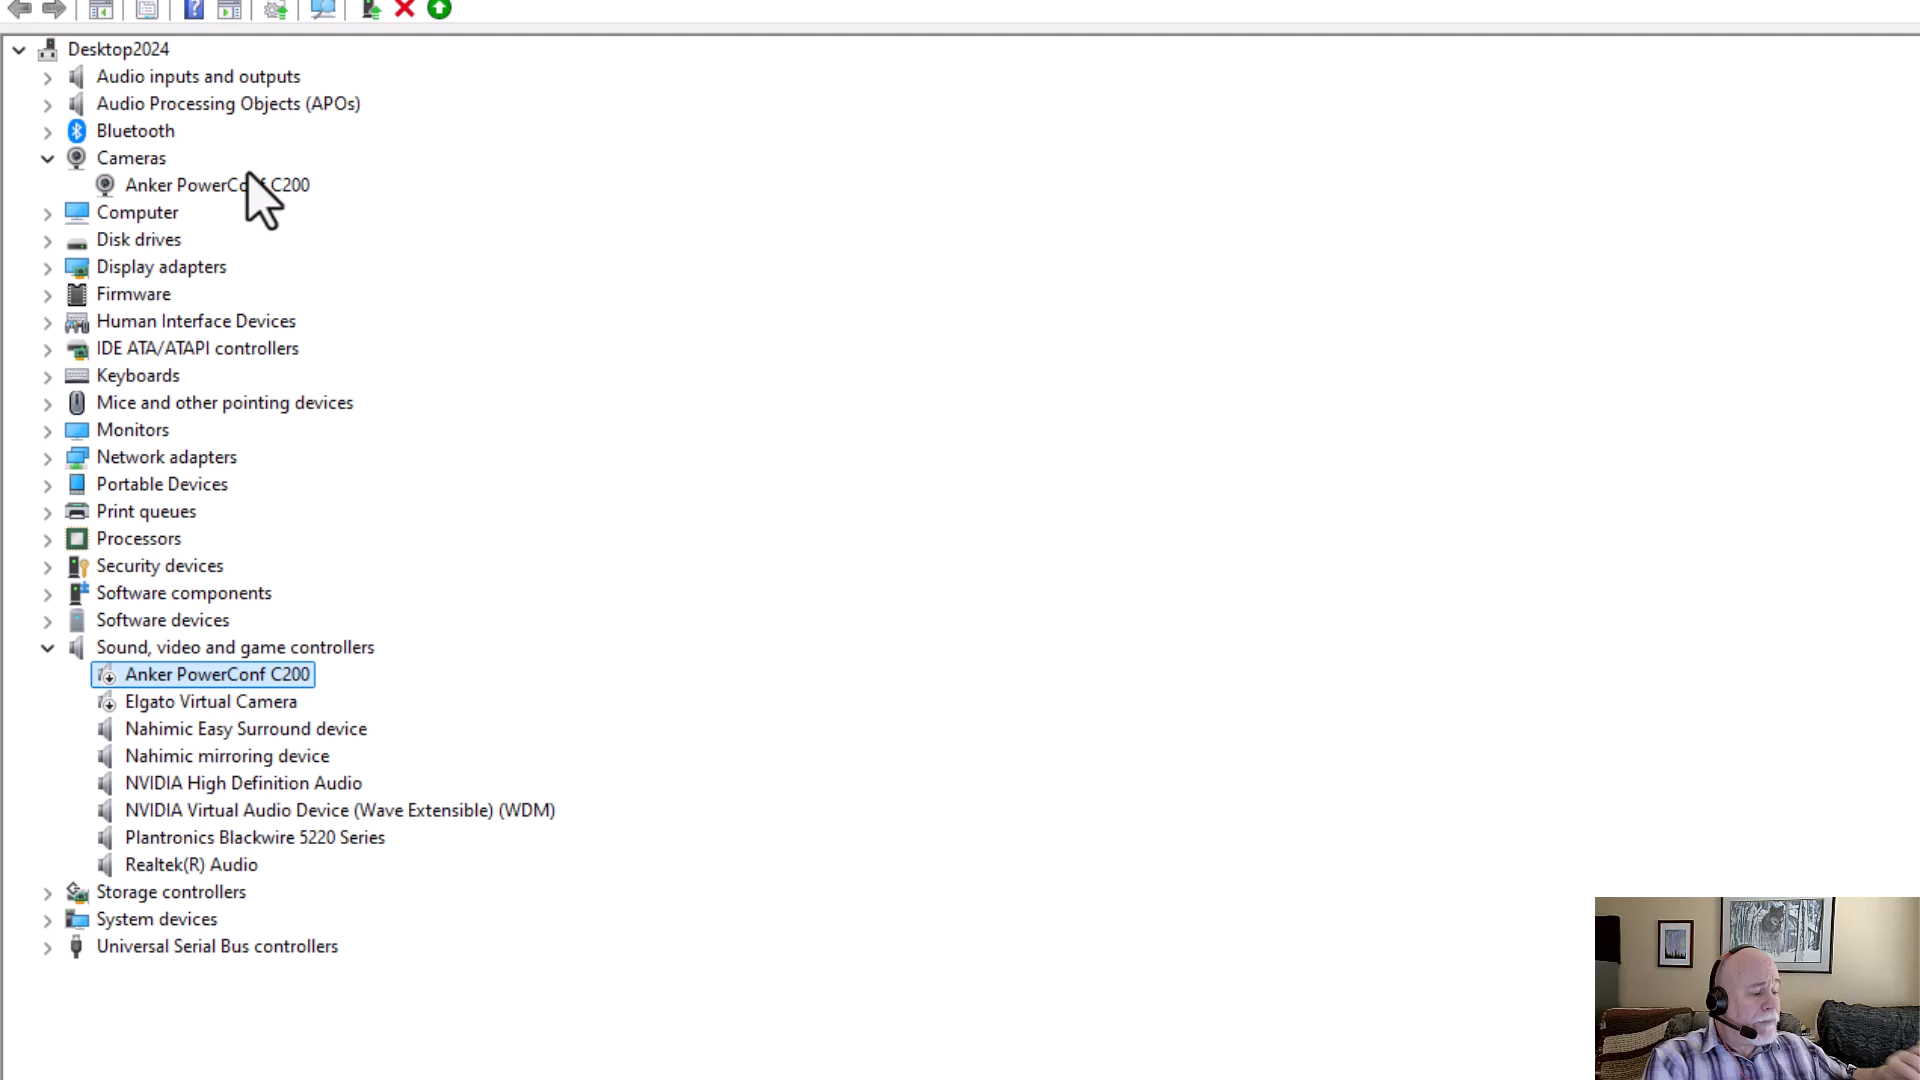 Desktop2024
Audio inputs and outputs
Audio Processing Objects (APOs)
Bluetooth
Cameras
Anker PowerConf C200
Computer
Disk drives
Display adapters
Firmware
Human Interface Devices
IDE ATA/ATAPI controllers
Keyboards
Mice and other pointing devices
Monitors
Network adapters
Portable Devices
Print queues
Processors
Security devices
Software components
Software devices
Sound, video and game controllers
Anker PowerConf C200
Elgato Virtual Camera
Nahimic Easy Surround device
Nahimic mirroring device
NVIDIA High Definition Audio
NVIDIA Virtual Audio Device (Wave Extensible) (WDM)
Plantronics Blackwire 5220 Series
Realtek(R) Audio
Storage controllers
System devices
Universal Serial Bus controllers